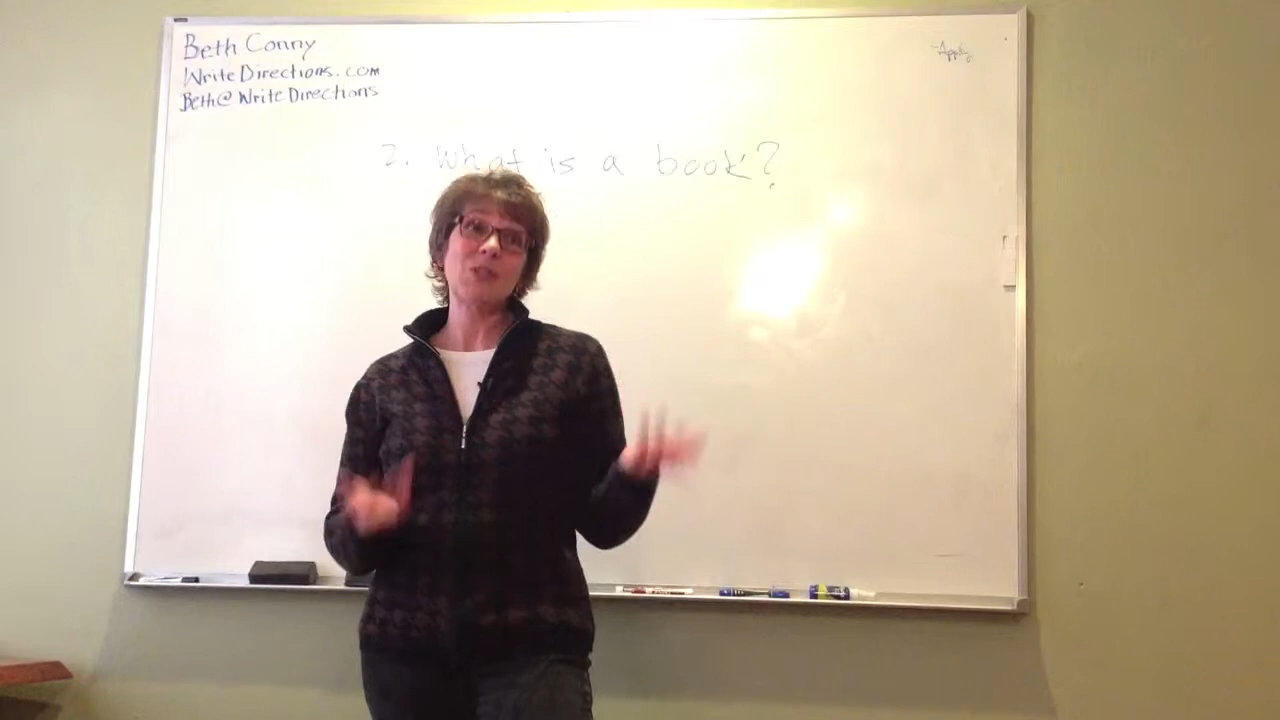 Beth Conny
WriteDirections.com
Beth@WriteDirections
2. What is a book?